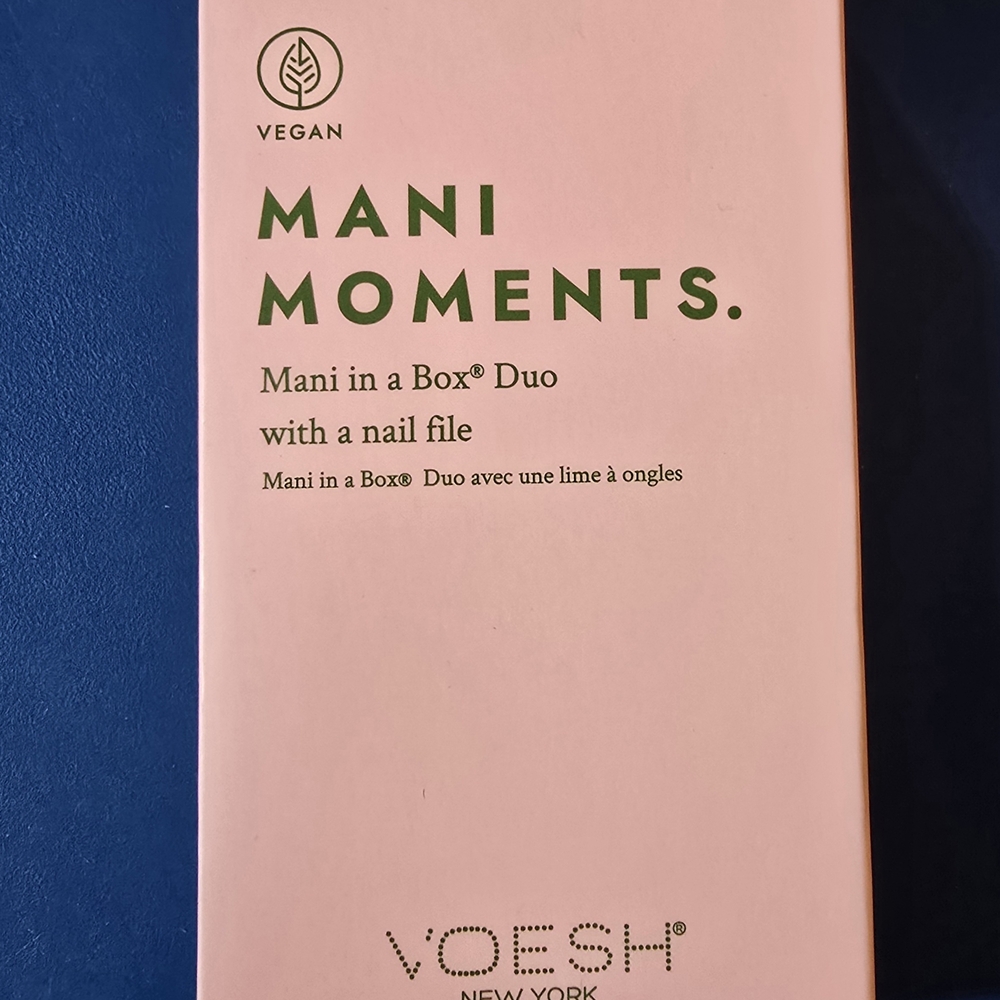 VEGAN
MANI
MOMENTS.
Mani in a Box® Duo
with a nail file
Mani in a Box® Duo avec une lime à ongles
VOESH®
NEW YORK